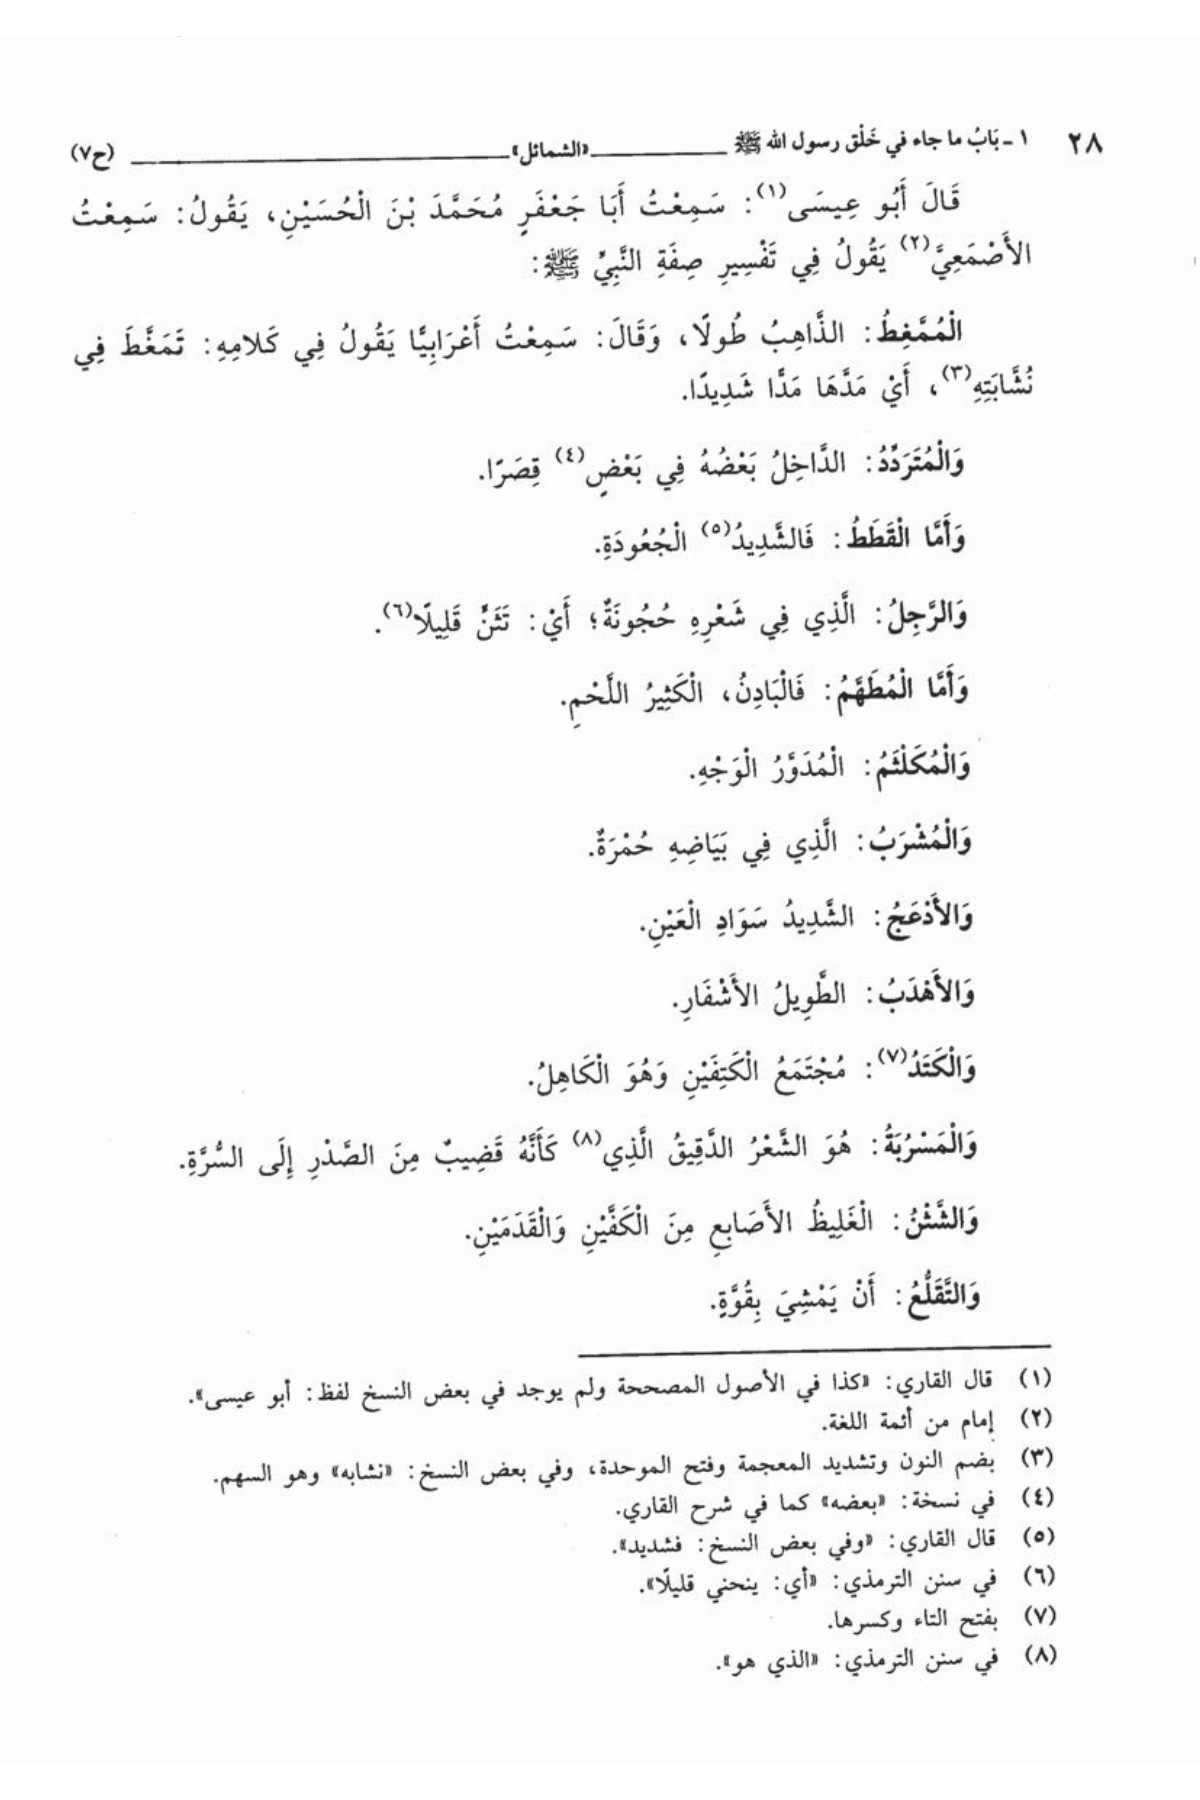 ٢٨ ١ ـ بَابُ ما جاء في خَلْق رسول الله ﷺ «الشمائل» (ح٧)
قَالَ أَبُو عِيسَى(١): سَمِعْتُ أَبَا جَعْفَرٍ مُحَمَّدَ بْنَ الْحُسَيْنِ، يَقُولُ: سَمِعْتُ
الأَصْمَعِيَّ(٢) يَقُولُ فِي تَفْسِيرِ صِفَةِ النَّبِيِّ ﷺ:
الْمُمَّغِطُ: الذَّاهِبُ طُولًا، وَقَالَ: سَمِعْتُ أَعْرَابِيًّا يَقُولُ فِي كَلامِهِ: تَمَغَّطَ فِي
نُشَّابَتِهِ(٣)، أَيْ مَدَّهَا مَدًّا شَدِيدًا.
وَالْمُتَرَدِّدُ: الدَّاخِلُ بَعْضُهُ فِي بَعْضٍ(٤) قِصَرًا.
وَأَمَّا الْقَطَطُ: فَالشَّدِيدُ(٥) الْجُعُودَةِ.
وَالرَّجِلُ: الَّذِي فِي شَعْرِهِ حُجُونَةٌ؛ أَيْ: تَثَنٍّ قَلِيلًا(٦).
وَأَمَّا الْمُطَهَّمُ: فَالْبَادِنُ، الْكَثِيرُ اللَّحْمِ.
وَالْمُكَلْثَمُ: الْمُدَوَّرُ الْوَجْهِ.
وَالْمُشْرَبُ: الَّذِي فِي بَيَاضِهِ حُمْرَةٌ.
وَالأَدْعَجُ: الشَّدِيدُ سَوَادِ الْعَيْنِ.
وَالأَهْدَبُ: الطَّوِيلُ الأَشْفَارِ.
وَالْكَتَدُ(٧): مُجْتَمَعُ الْكَتِفَيْنِ وَهُوَ الْكَاهِلُ.
وَالْمَسْرُبَةُ: هُوَ الشَّعْرُ الدَّقِيقُ الَّذِي(٨) كَأَنَّهُ قَضِيبٌ مِنَ الصَّدْرِ إِلَى السُّرَّةِ.
وَالشَّثْنُ: الْغَلِيظُ الأَصَابِعِ مِنَ الْكَفَّيْنِ وَالْقَدَمَيْنِ.
وَالتَّقَلُّعُ: أَنْ يَمْشِيَ بِقُوَّةٍ.
(١) قال القاري: «كذا في الأصول المصححة ولم يوجد في بعض النسخ لفظ: أبو عيسى».
(٢) إمام من أئمة اللغة.
(٣) بضم النون وتشديد المعجمة وفتح الموحدة، وفي بعض النسخ: «نشابه» وهو السهم.
(٤) في نسخة: «بعضه» كما في شرح القاري.
(٥) قال القاري: «وفي بعض النسخ: فشديد».
(٦) في سنن الترمذي: «أي: ينحني قليلًا».
(٧) بفتح التاء وكسرها.
(٨) في سنن الترمذي: «الذي هو».